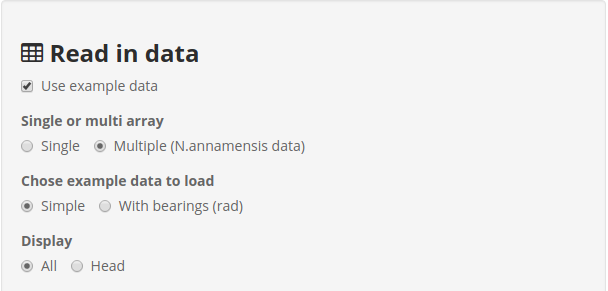 Read in data
Use example data
Single or multi array
Single Multiple (N.annamensis data)
Chose example data to load
Simple With bearings (rad)
Display
All Head